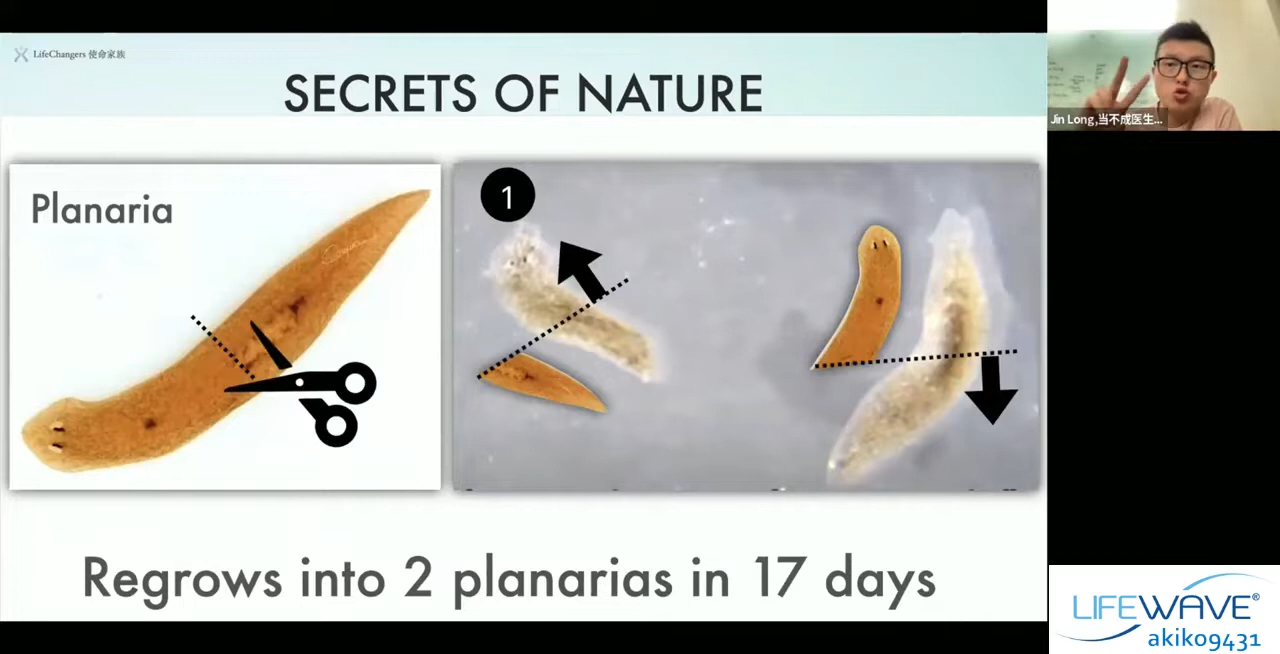 LifeChangers 使命家族
SECRETS OF NATURE
Planaria
1
Regrows into 2 planarias in 17 days
Jin Long,当不成医生...
LIFEWAVE®
akiko9431